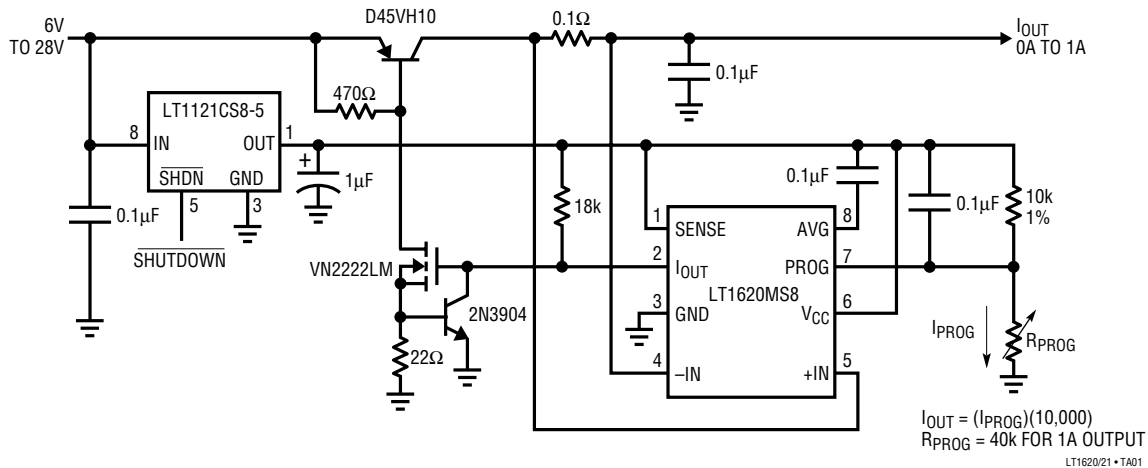 D45VH10
6V
TO 28V
0.1Ω
IOUT
0A TO 1A
0.1μF
470Ω
LT1121CS8-5
8
IN
OUT
1
SHDN
GND
5
3
0.1μF
SHUTDOWN
+
1μF
18k
0.1μF
0.1μF
10k
1%
1
SENSE
AVG
8
2
IOUT
PROG
7
LT1620MS8
3
GND
VCC
6
4
–IN
+IN
5
VN2222LM
2N3904
22Ω
IPROG
RPROG
IOUT = (IPROG)(10,000)
RPROG = 40k FOR 1A OUTPUT
LT1620/21 • TA01